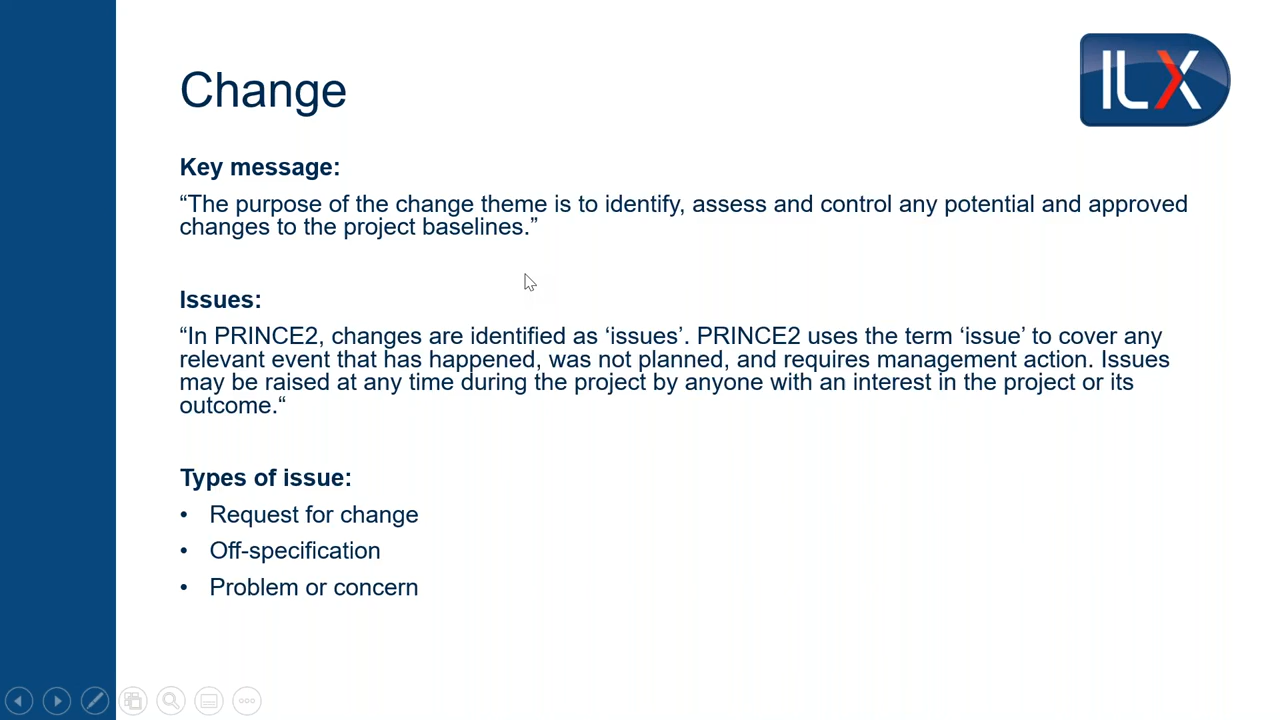 Change
ILX
Key message:
“The purpose of the change theme is to identify, assess and control any potential and approved
changes to the project baselines.”
Issues:
“In PRINCE2, changes are identified as ‘issues’. PRINCE2 uses the term ‘issue’ to cover any
relevant event that has happened, was not planned, and requires management action. Issues
may be raised at any time during the project by anyone with an interest in the project or its
outcome.“
Types of issue:
• Request for change
• Off-specification
• Problem or concern